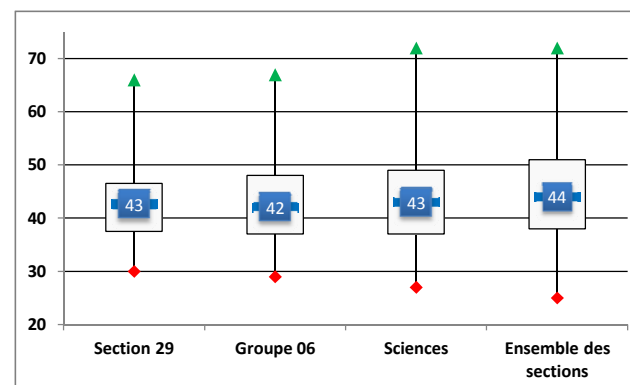 70
60
50
40
30
20
43
42
43
44
Section 29
Groupe 06
Sciences
Ensemble des
sections